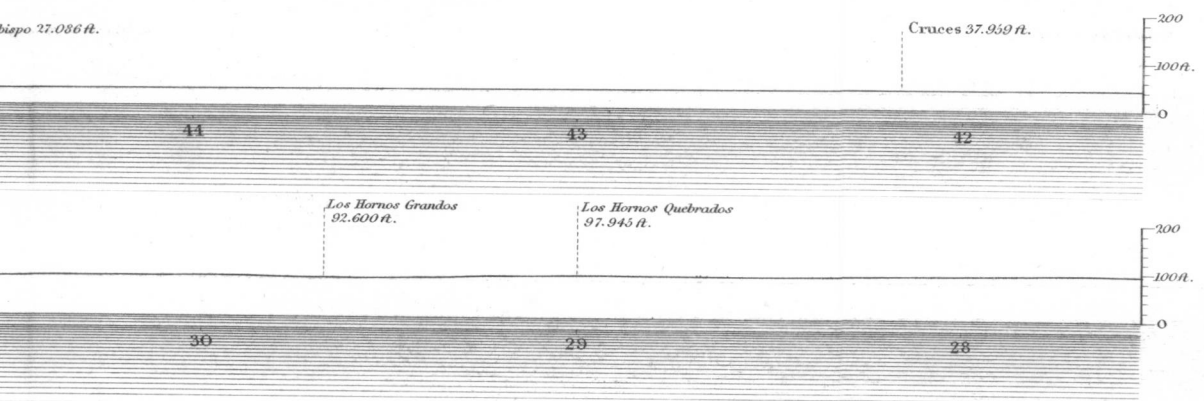 bispo 27.086 ft.
Cruces 37.959 ft.
200
100 ft.
0
44
43
42
Los Hornos Grandos
92.600 ft.
Los Hornos Quebrados
97.945 ft.
200
100 ft.
0
30
29
28